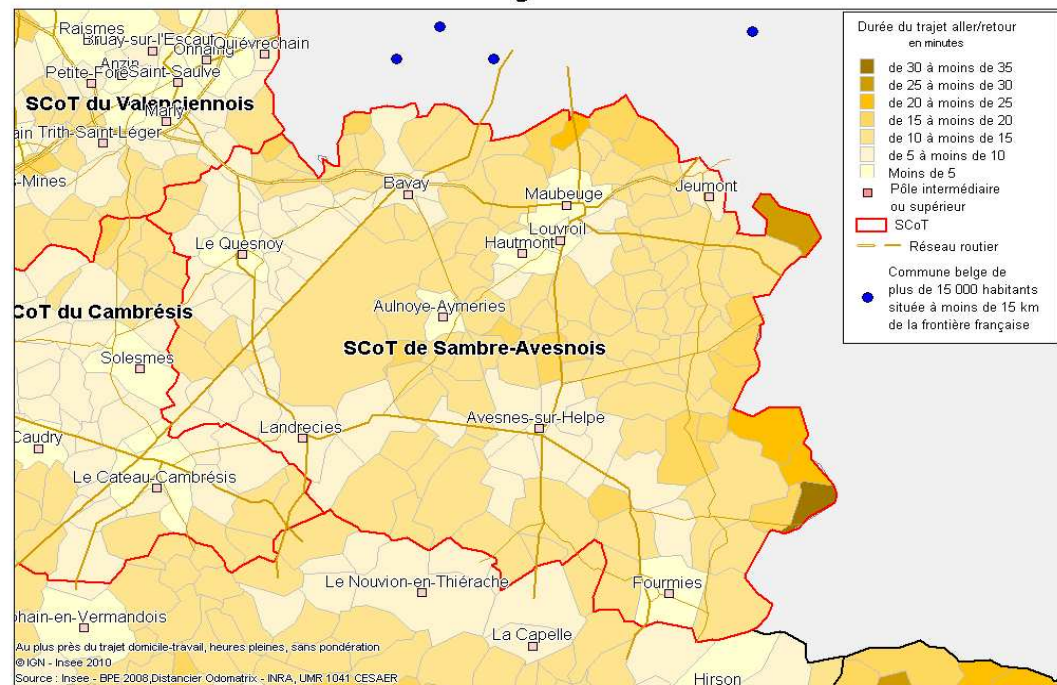 Durée du trajet aller/retour
en minutes
de 30 à moins de 35
de 25 à moins de 30
de 20 à moins de 25
de 15 à moins de 20
de 10 à moins de 15
de 5 à moins de 10
Moins de 5
Pôle intermédiaire
ou supérieur
SCoT
Réseau routier
Commune belge de
plus de 15 000 habitants
située à moins de 15 km
de la frontière française
Raismes
Bruay-sur-l'Escaut
Onnaing
Quiévrechain
Anzin
Petite-Forê
Saint-Saulve
SCoT du Valenciennois
Marly
ain
Trith-Saint-Léger
s-Mines
Bavay
Maubeuge
Jeumont
Louvroil
Le Quesnoy
Hautmont
CoT du Cambrésis
Aulnoye-Aymeries
SCoT de Sambre-Avesnois
Solesmes
Landrecies
Avesnes-sur-Helpe
Caudry
Le Cateau-Cambrésis
Le Nouvion-en-Thiérache
Fourmies
ohain-en-Vermandois
La Capelle
Hirson
Au plus près du trajet domicile-travail, heures pleines, sans pondération
©IGN - Insee 2010
Source : Insee - BPE 2008,Distancier Odomatrix - INRA, UMR 1041 CESAER